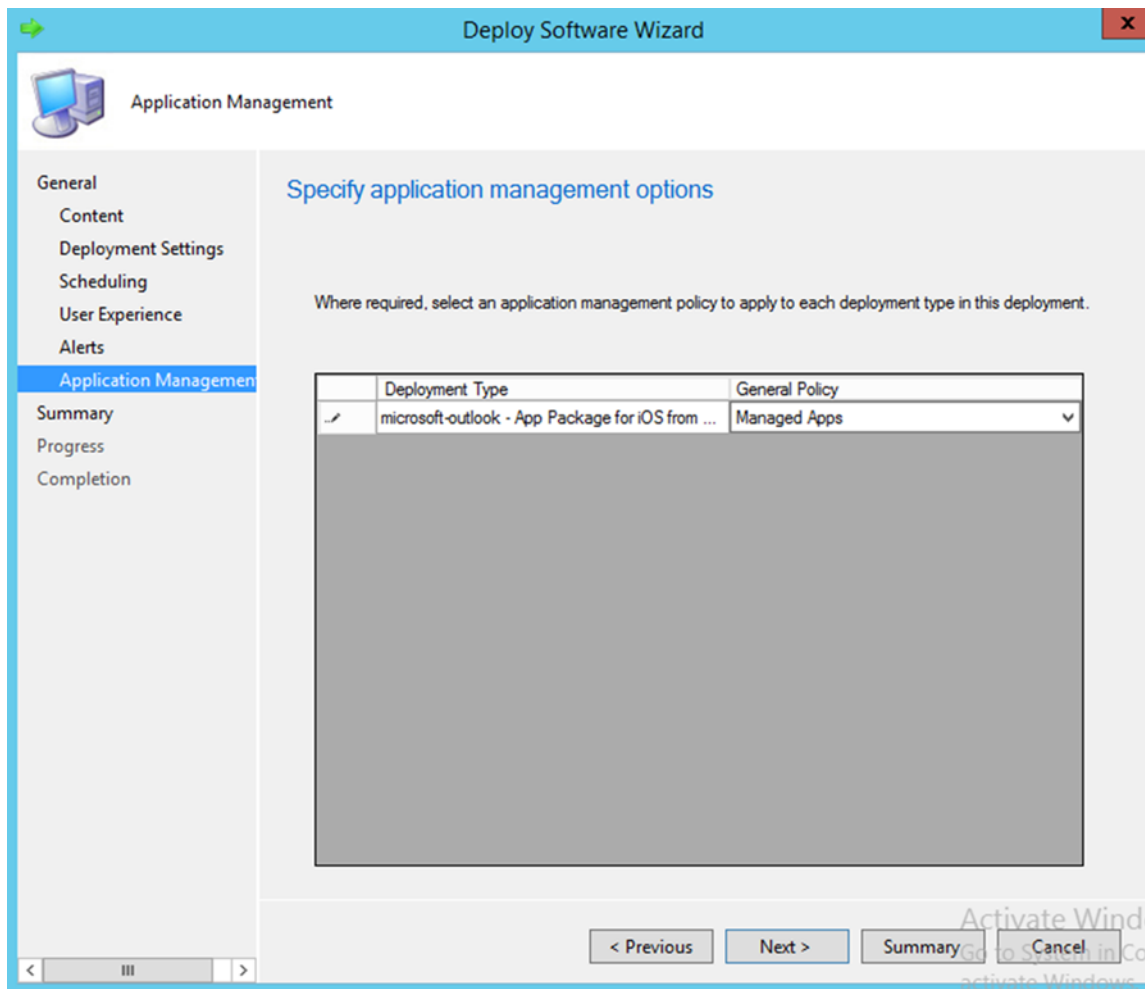 Deploy Software Wizard
x
Application Management
General
Content
Deployment Settings
Scheduling
User Experience
Alerts
Application Managemen
Summary
Progress
Completion
Specify application management options
Where required, select an application management policy to apply to each deployment type in this deployment.
Deployment Type General Policy
microsoft-outlook - App Package for iOS from ... Managed Apps
< Previous Next > Summary Cancel
Activate Wind
Go to System in Co
activate Windows.